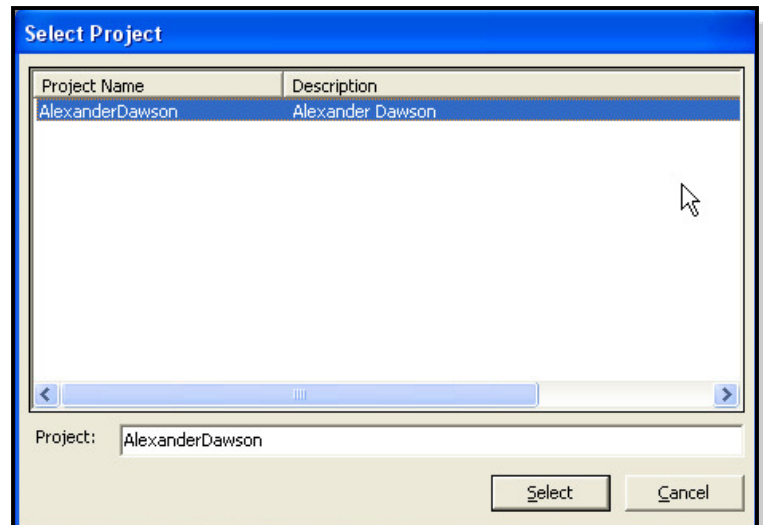 Select Project
Project Name Description
AlexanderDawson Alexander Dawson
Project: AlexanderDawson
Select Cancel